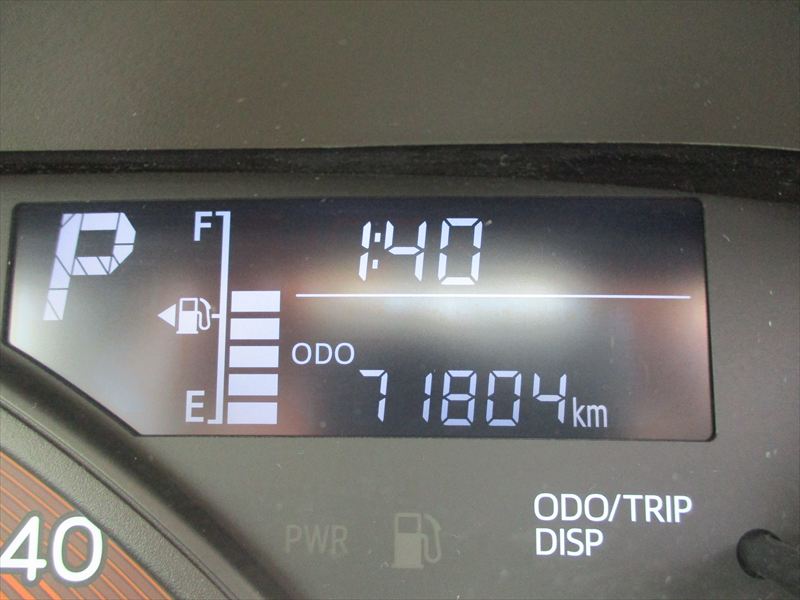 P
F
1:40
ODO
E
71804km
ODO/TRIP
DISP
PWR
40